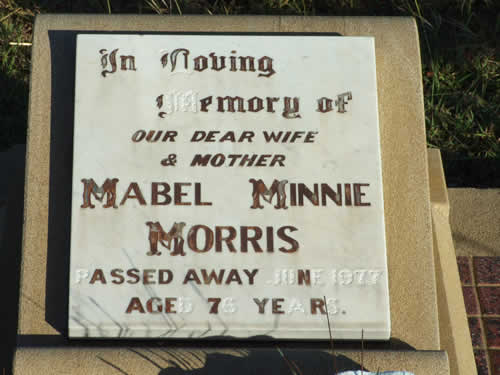 In Loving
Memory of
OUR DEAR WIFE
& MOTHER
MABEL MINNIE
MORRIS
PASSED AWAY JUNE 1977
AGED 76 YEARS.